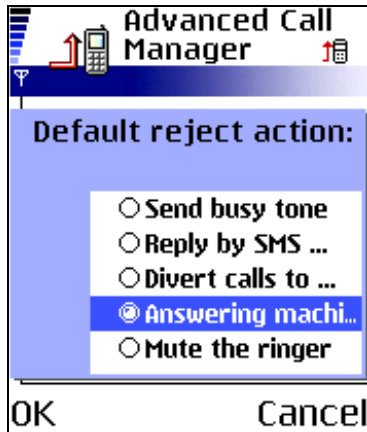 Advanced Call
Manager
Default reject action:
Send busy tone
Reply by SMS ...
Divert calls to ...
Answering machi...
Mute the ringer
OK Cancel